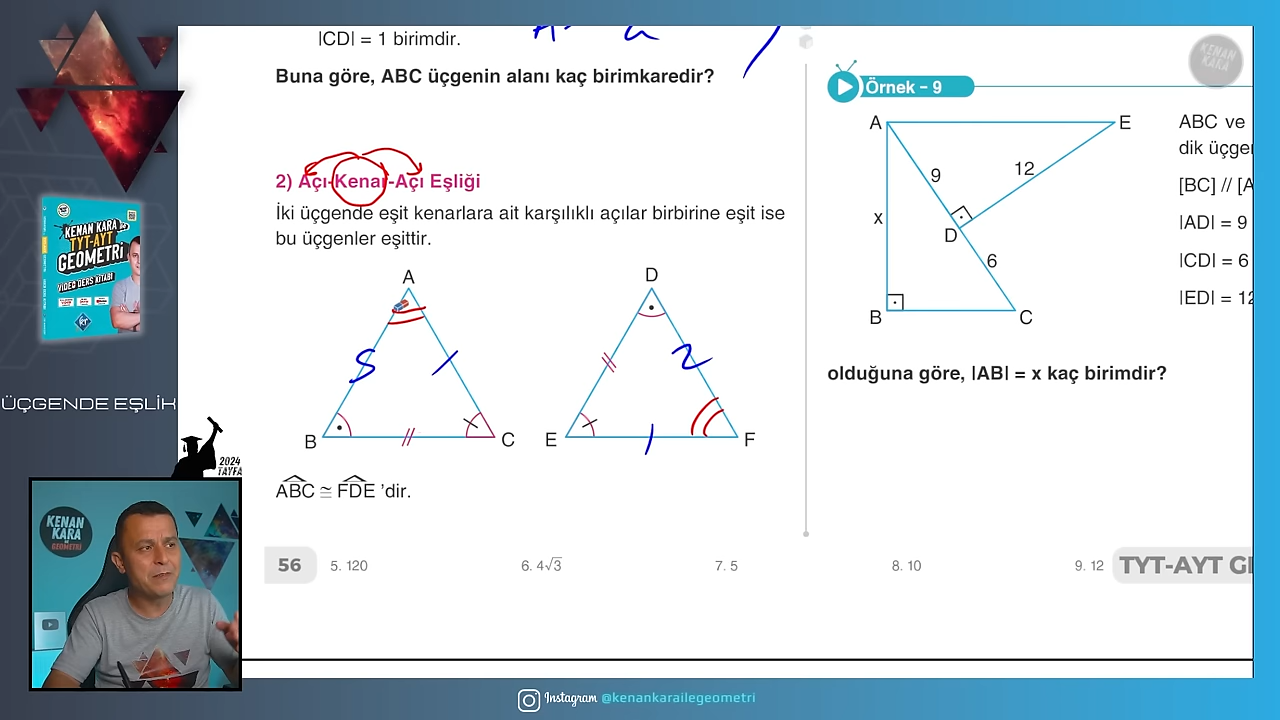 |CD| = 1 birimdir.
Buna göre, ABC üçgenin alanı kaç birimkaredir?
2) Açı-Kenar-Açı Eşliği
İki üçgende eşit kenarlara ait karşılıklı açılar birbirine eşit ise
bu üçgenler eşittir.
A
B
C
D
E
F
2
ABC ≅ FDE 'dir.
56
5. 120
6. 4√3
7. 5
8. 10
9. 12
TYT-AYT
Örnek - 9
A
E
9
12
x
D
6
B
C
ABC ve
dik üçge
[BC] // [A
|AD| = 9
|CD| = 6
|ED| = 12
olduğuna göre, |AB| = x kaç birimdir?
KENAN
KARA
KENAN KARA
TYT-AYT
GEOMETRİ
VİDEO DERS KİTABI
ÜÇGENDE EŞLİK
2024
TAYFA
KENAN
KARA
GEOMETRİ
Instagram @kenankarailegeometri